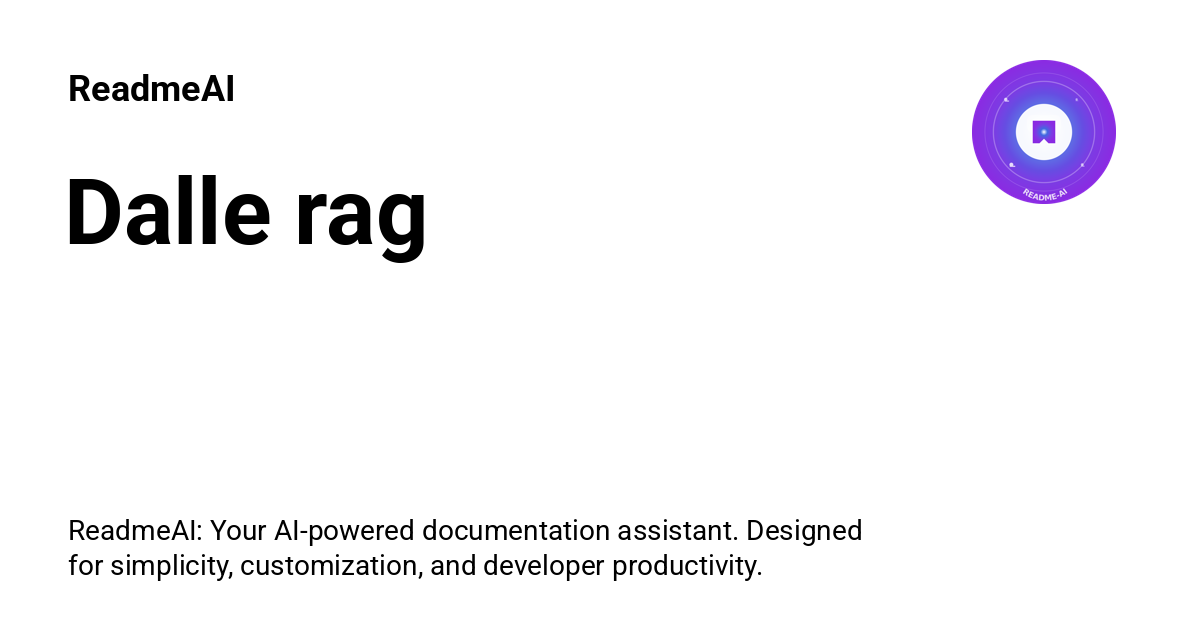 ReadmeAI
Dalle rag
README-AI
ReadmeAI: Your AI-powered documentation assistant. Designed
for simplicity, customization, and developer productivity.